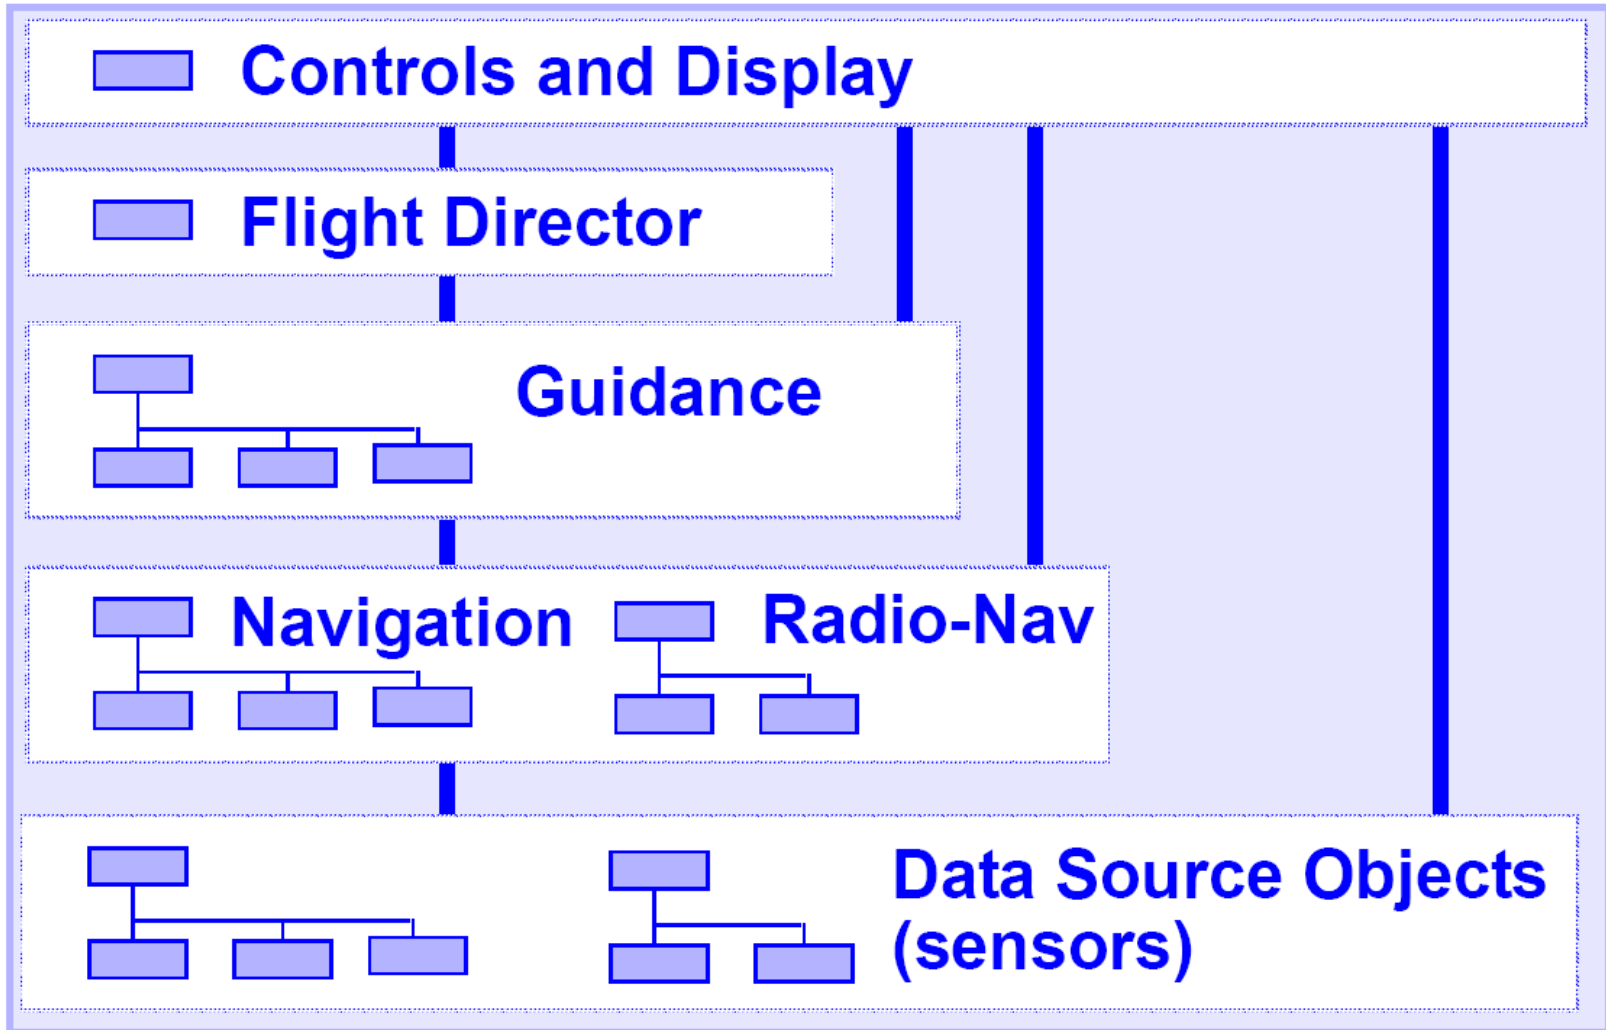 Controls and Display
Flight Director
Guidance
Navigation
Radio-Nav
Data Source Objects
(sensors)